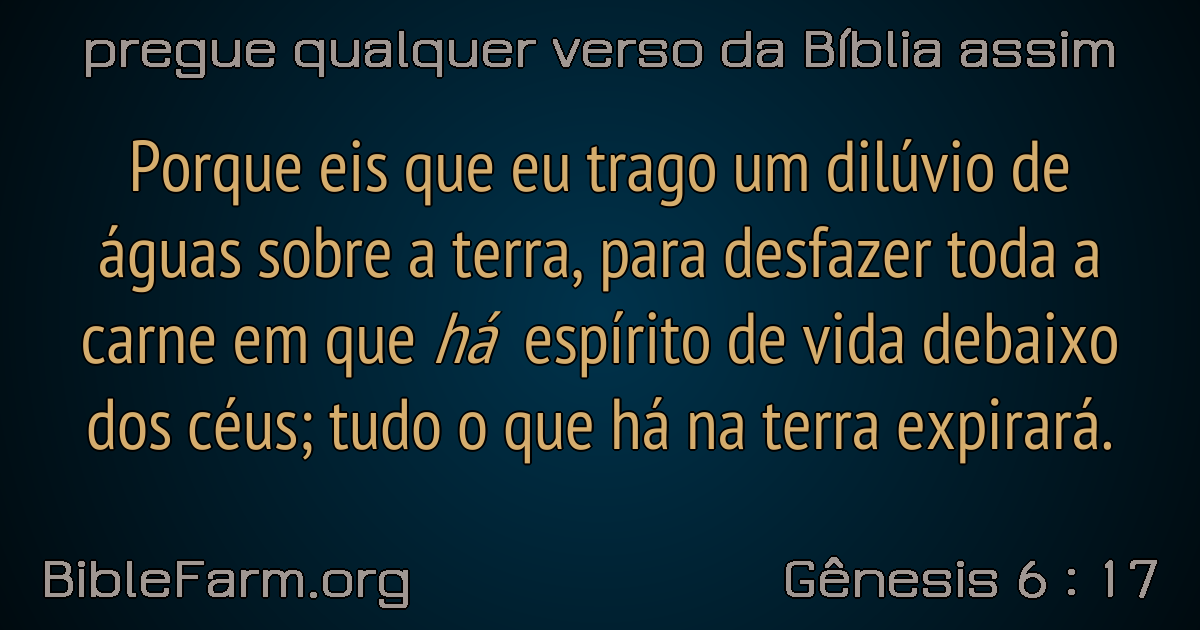 pregue qualquer verso da Bíblia assim
Porque eis que eu trago um dilúvio de
águas sobre a terra, para desfazer toda a
carne em que há espírito de vida debaixo
dos céus; tudo o que há na terra expirará.
BibleFarm.org
Gênesis 6 : 17